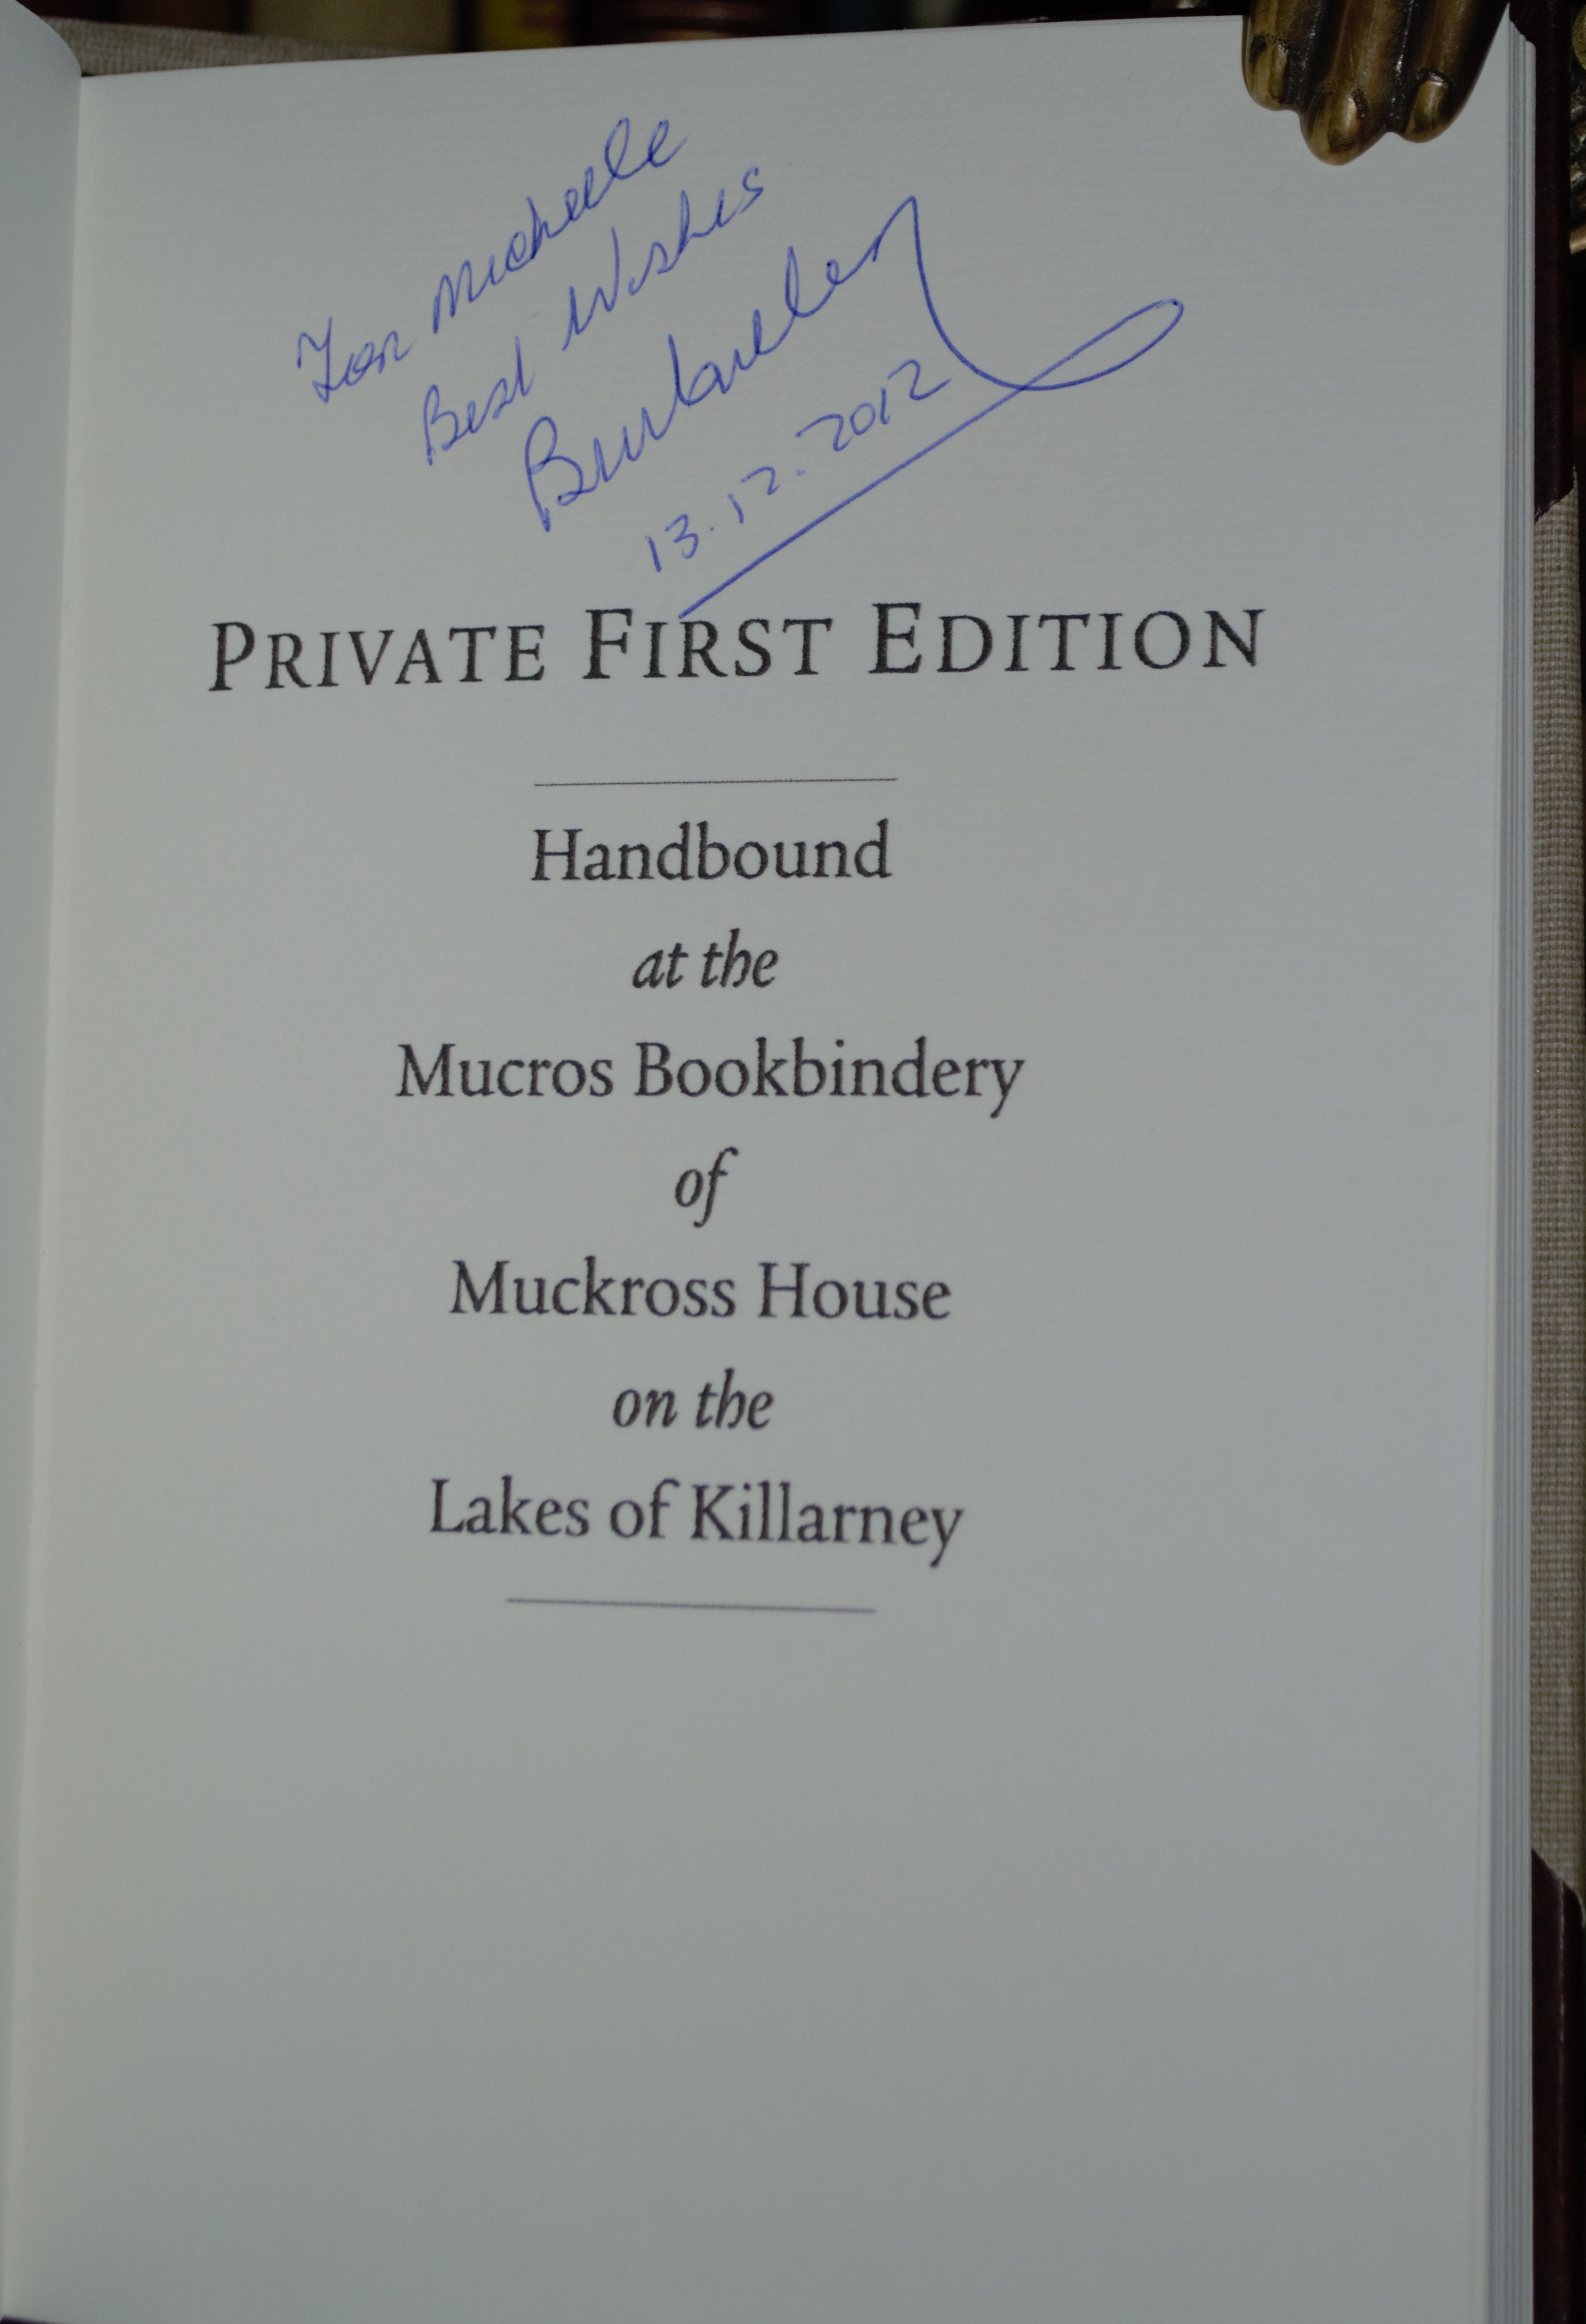 For Michele
Best Wishes
13.12.2012
PRIVATE FIRST EDITION
Handbound
at the
Mucros Bookbindery
of
Muckross House
on the
Lakes of Killarney